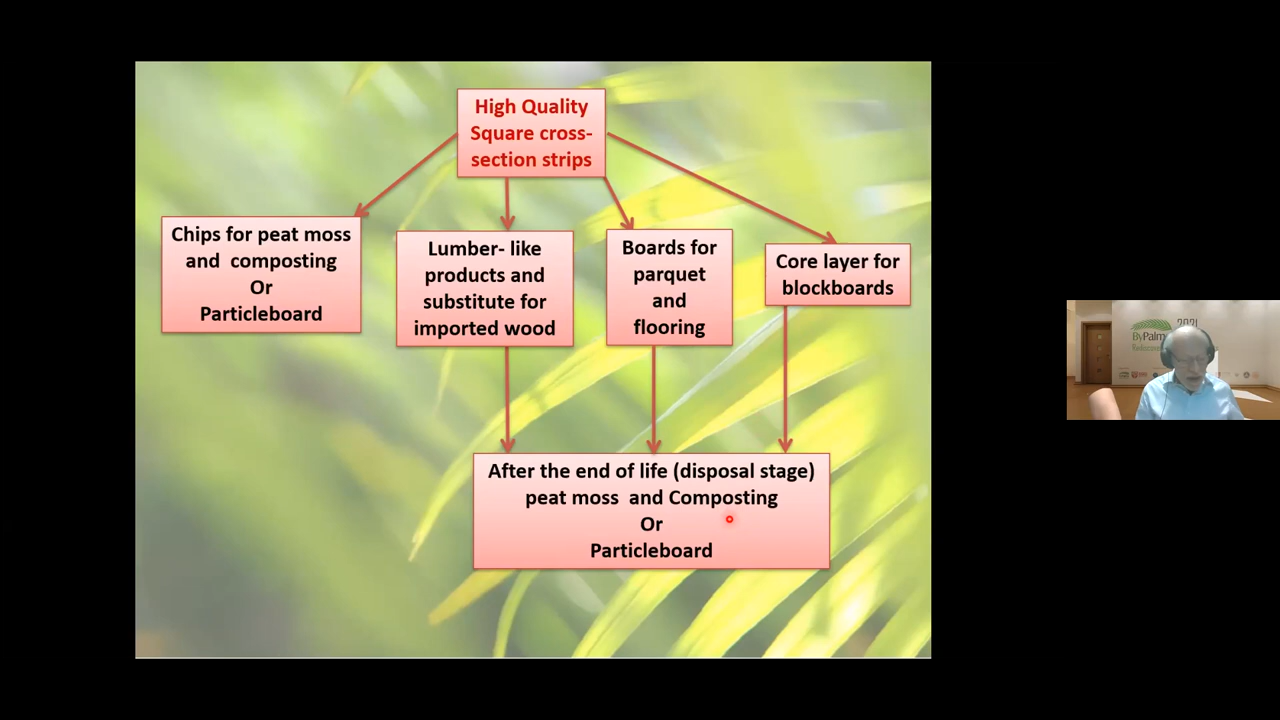 High Quality
Square cross-
section strips
Chips for peat moss
and composting
Or
Particleboard
Lumber- like
products and
substitute for
imported wood
Boards for
parquet
and
flooring
Core layer for
blockboards
After the end of life (disposal stage)
peat moss and Composting
Or
Particleboard
2021
ByPalm